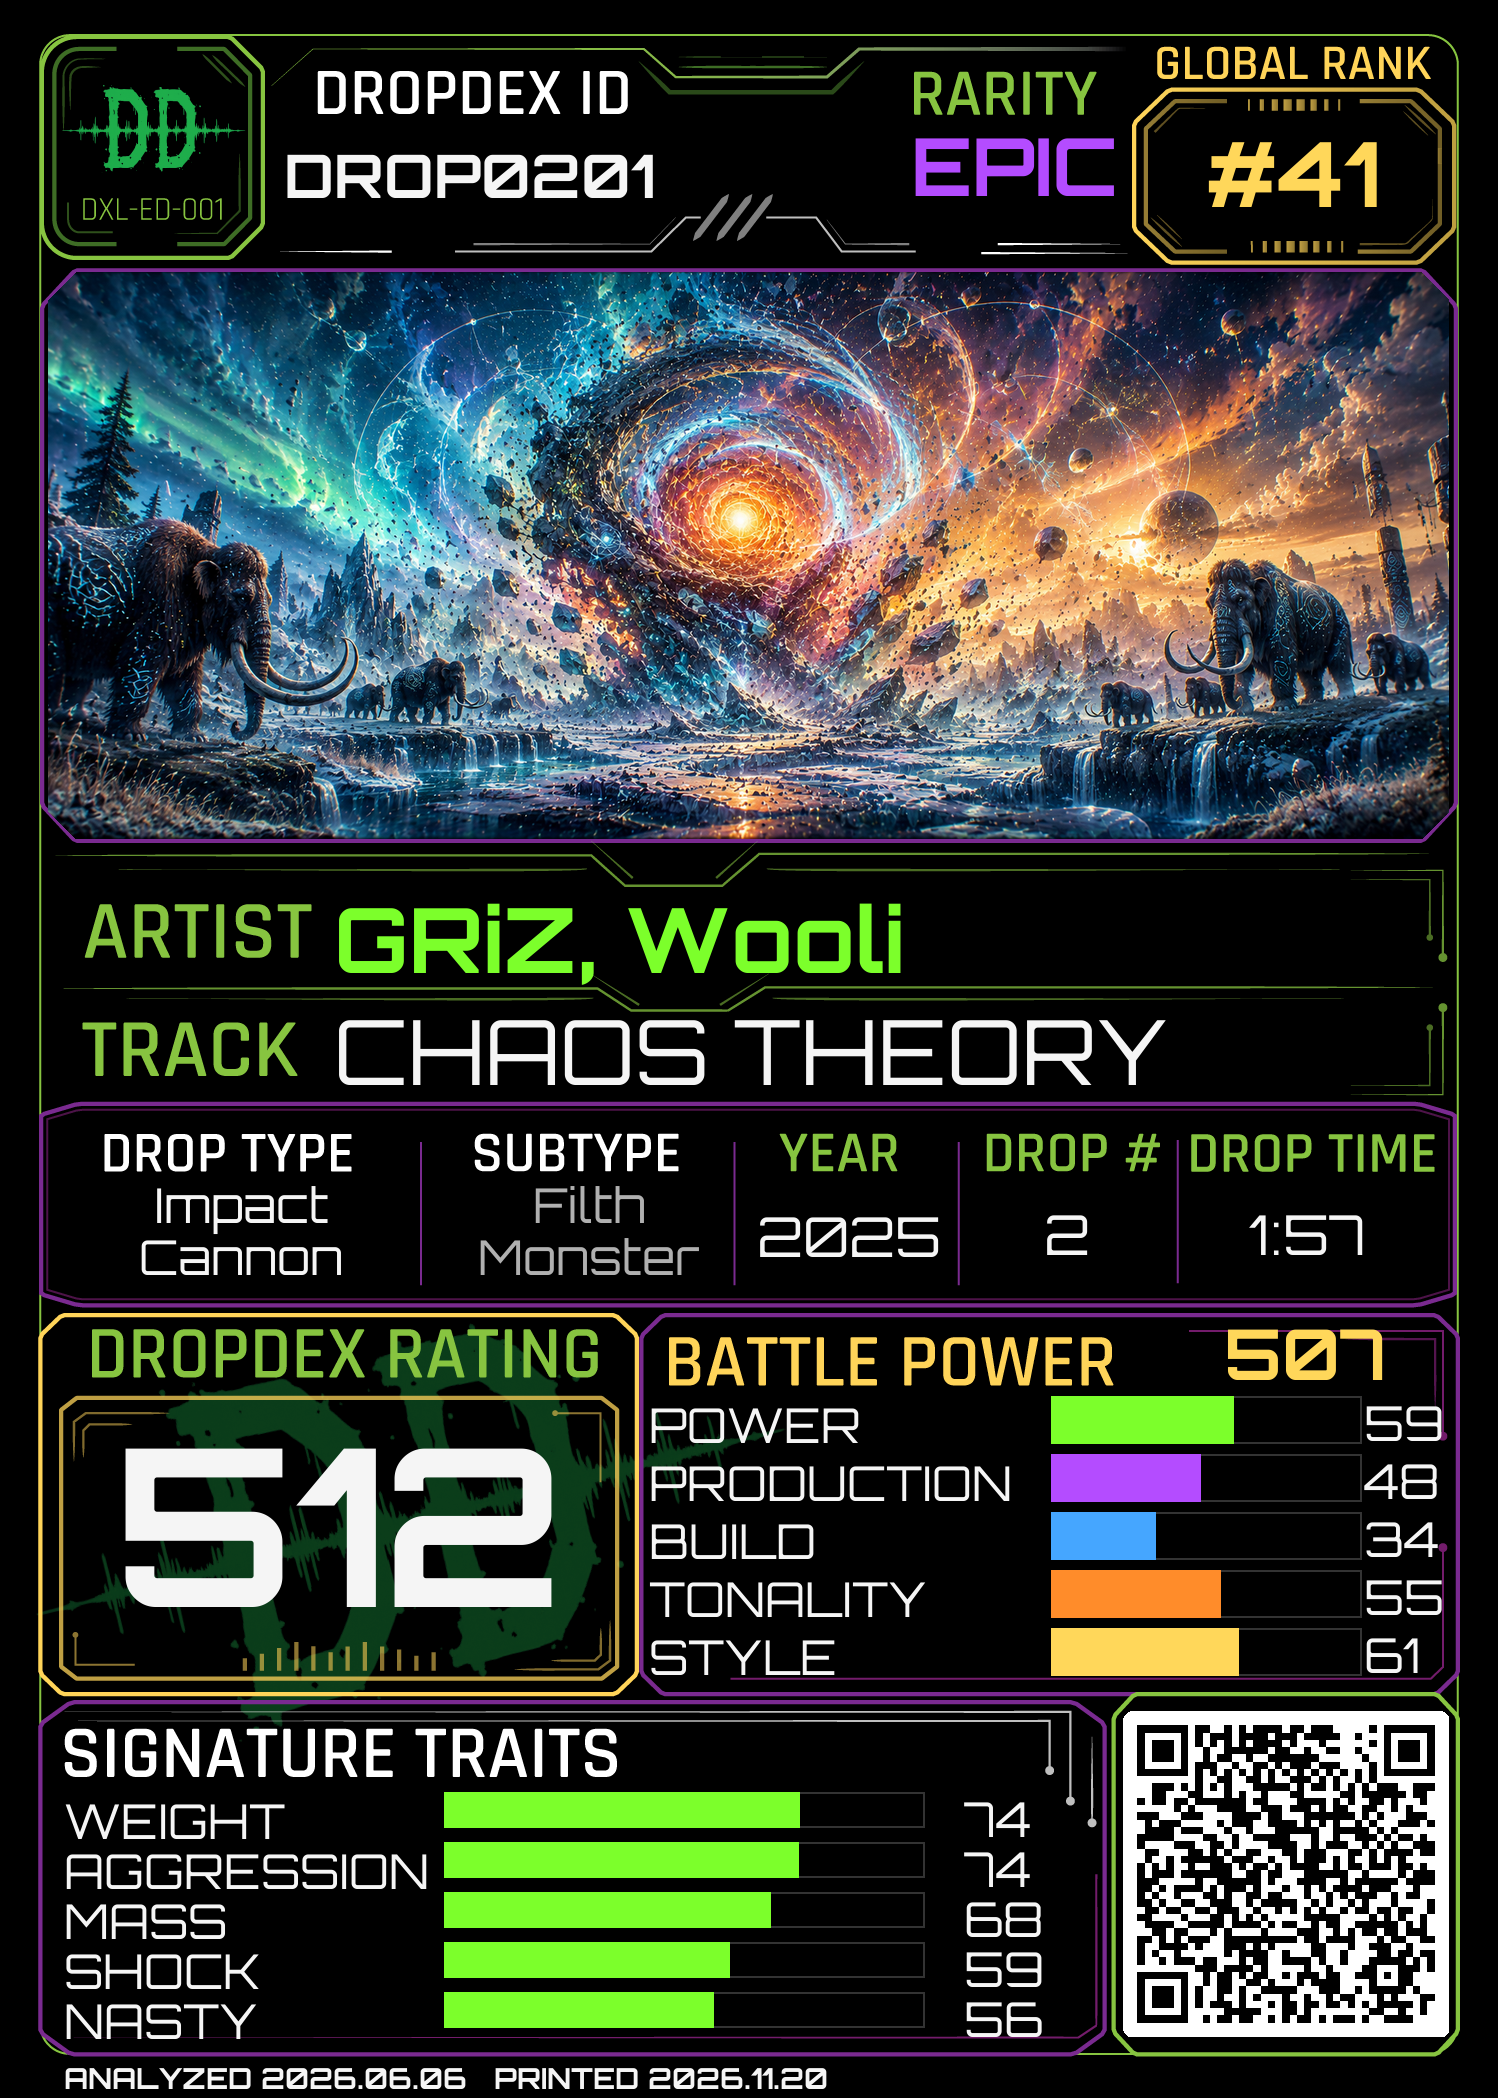 DD
DXL-ED-001
DROPDEX ID
DROP0201
RARITY
EPIC
GLOBAL RANK
#41
ARTIST GRiZ, Wooli
TRACK CHAOS THEORY
DROP TYPE
Impact
Cannon
SUBTYPE
Filth
Monster
YEAR
2025
DROP #
2
DROP TIME
1:57
DROPDEX RATING
512
BATTLE POWER 507
POWER 59
PRODUCTION 48
BUILD 34
TONALITY 55
STYLE 61
SIGNATURE TRAITS
WEIGHT 74
AGGRESSION 74
MASS 68
SHOCK 59
NASTY 56
ANALYZED 2026.06.06 PRINTED 2026.11.20